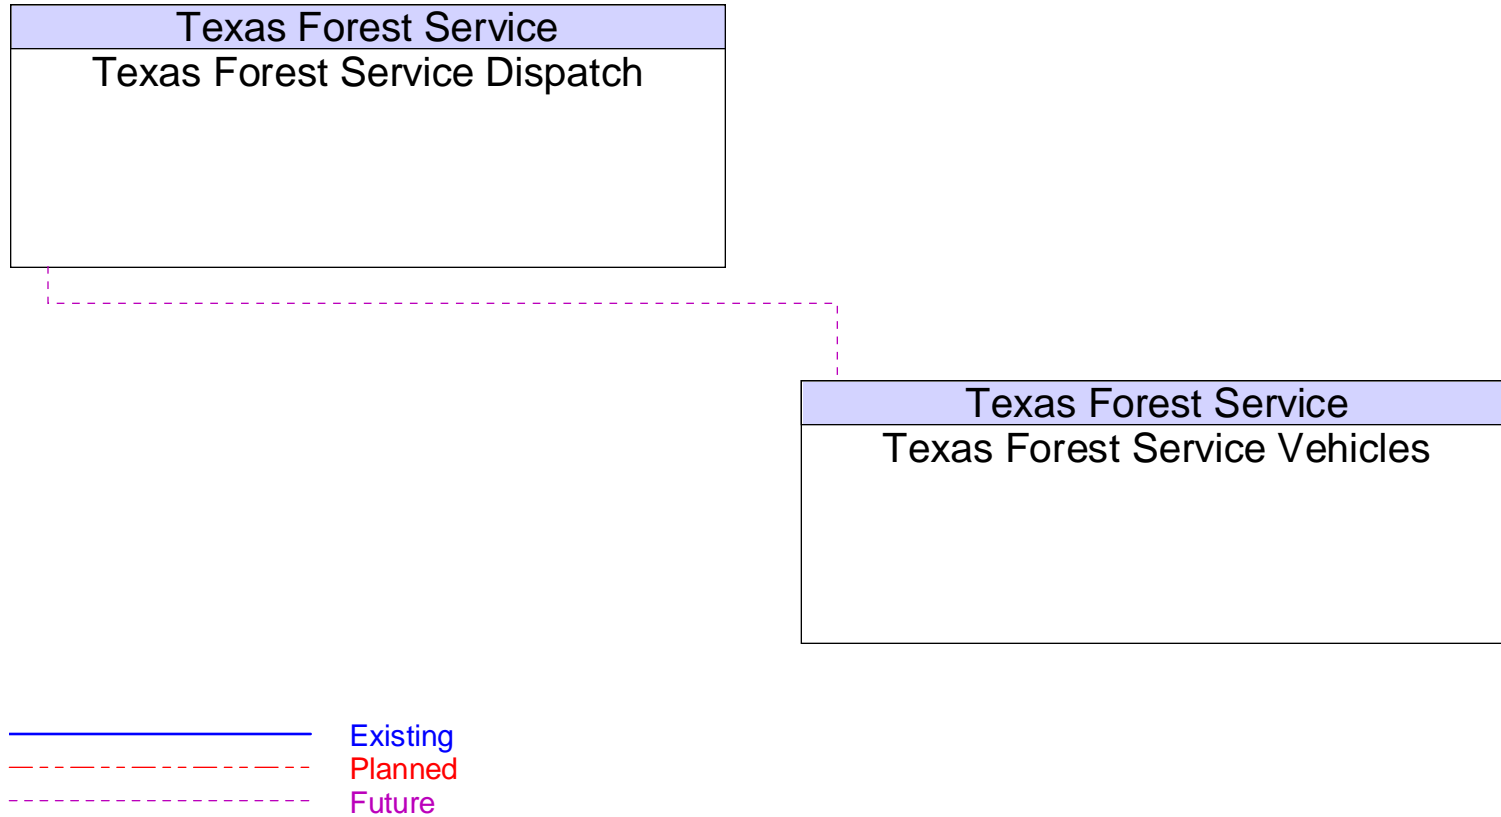 Texas Forest Service
Texas Forest Service Dispatch
Texas Forest Service
Texas Forest Service Vehicles
Existing
Planned
Future